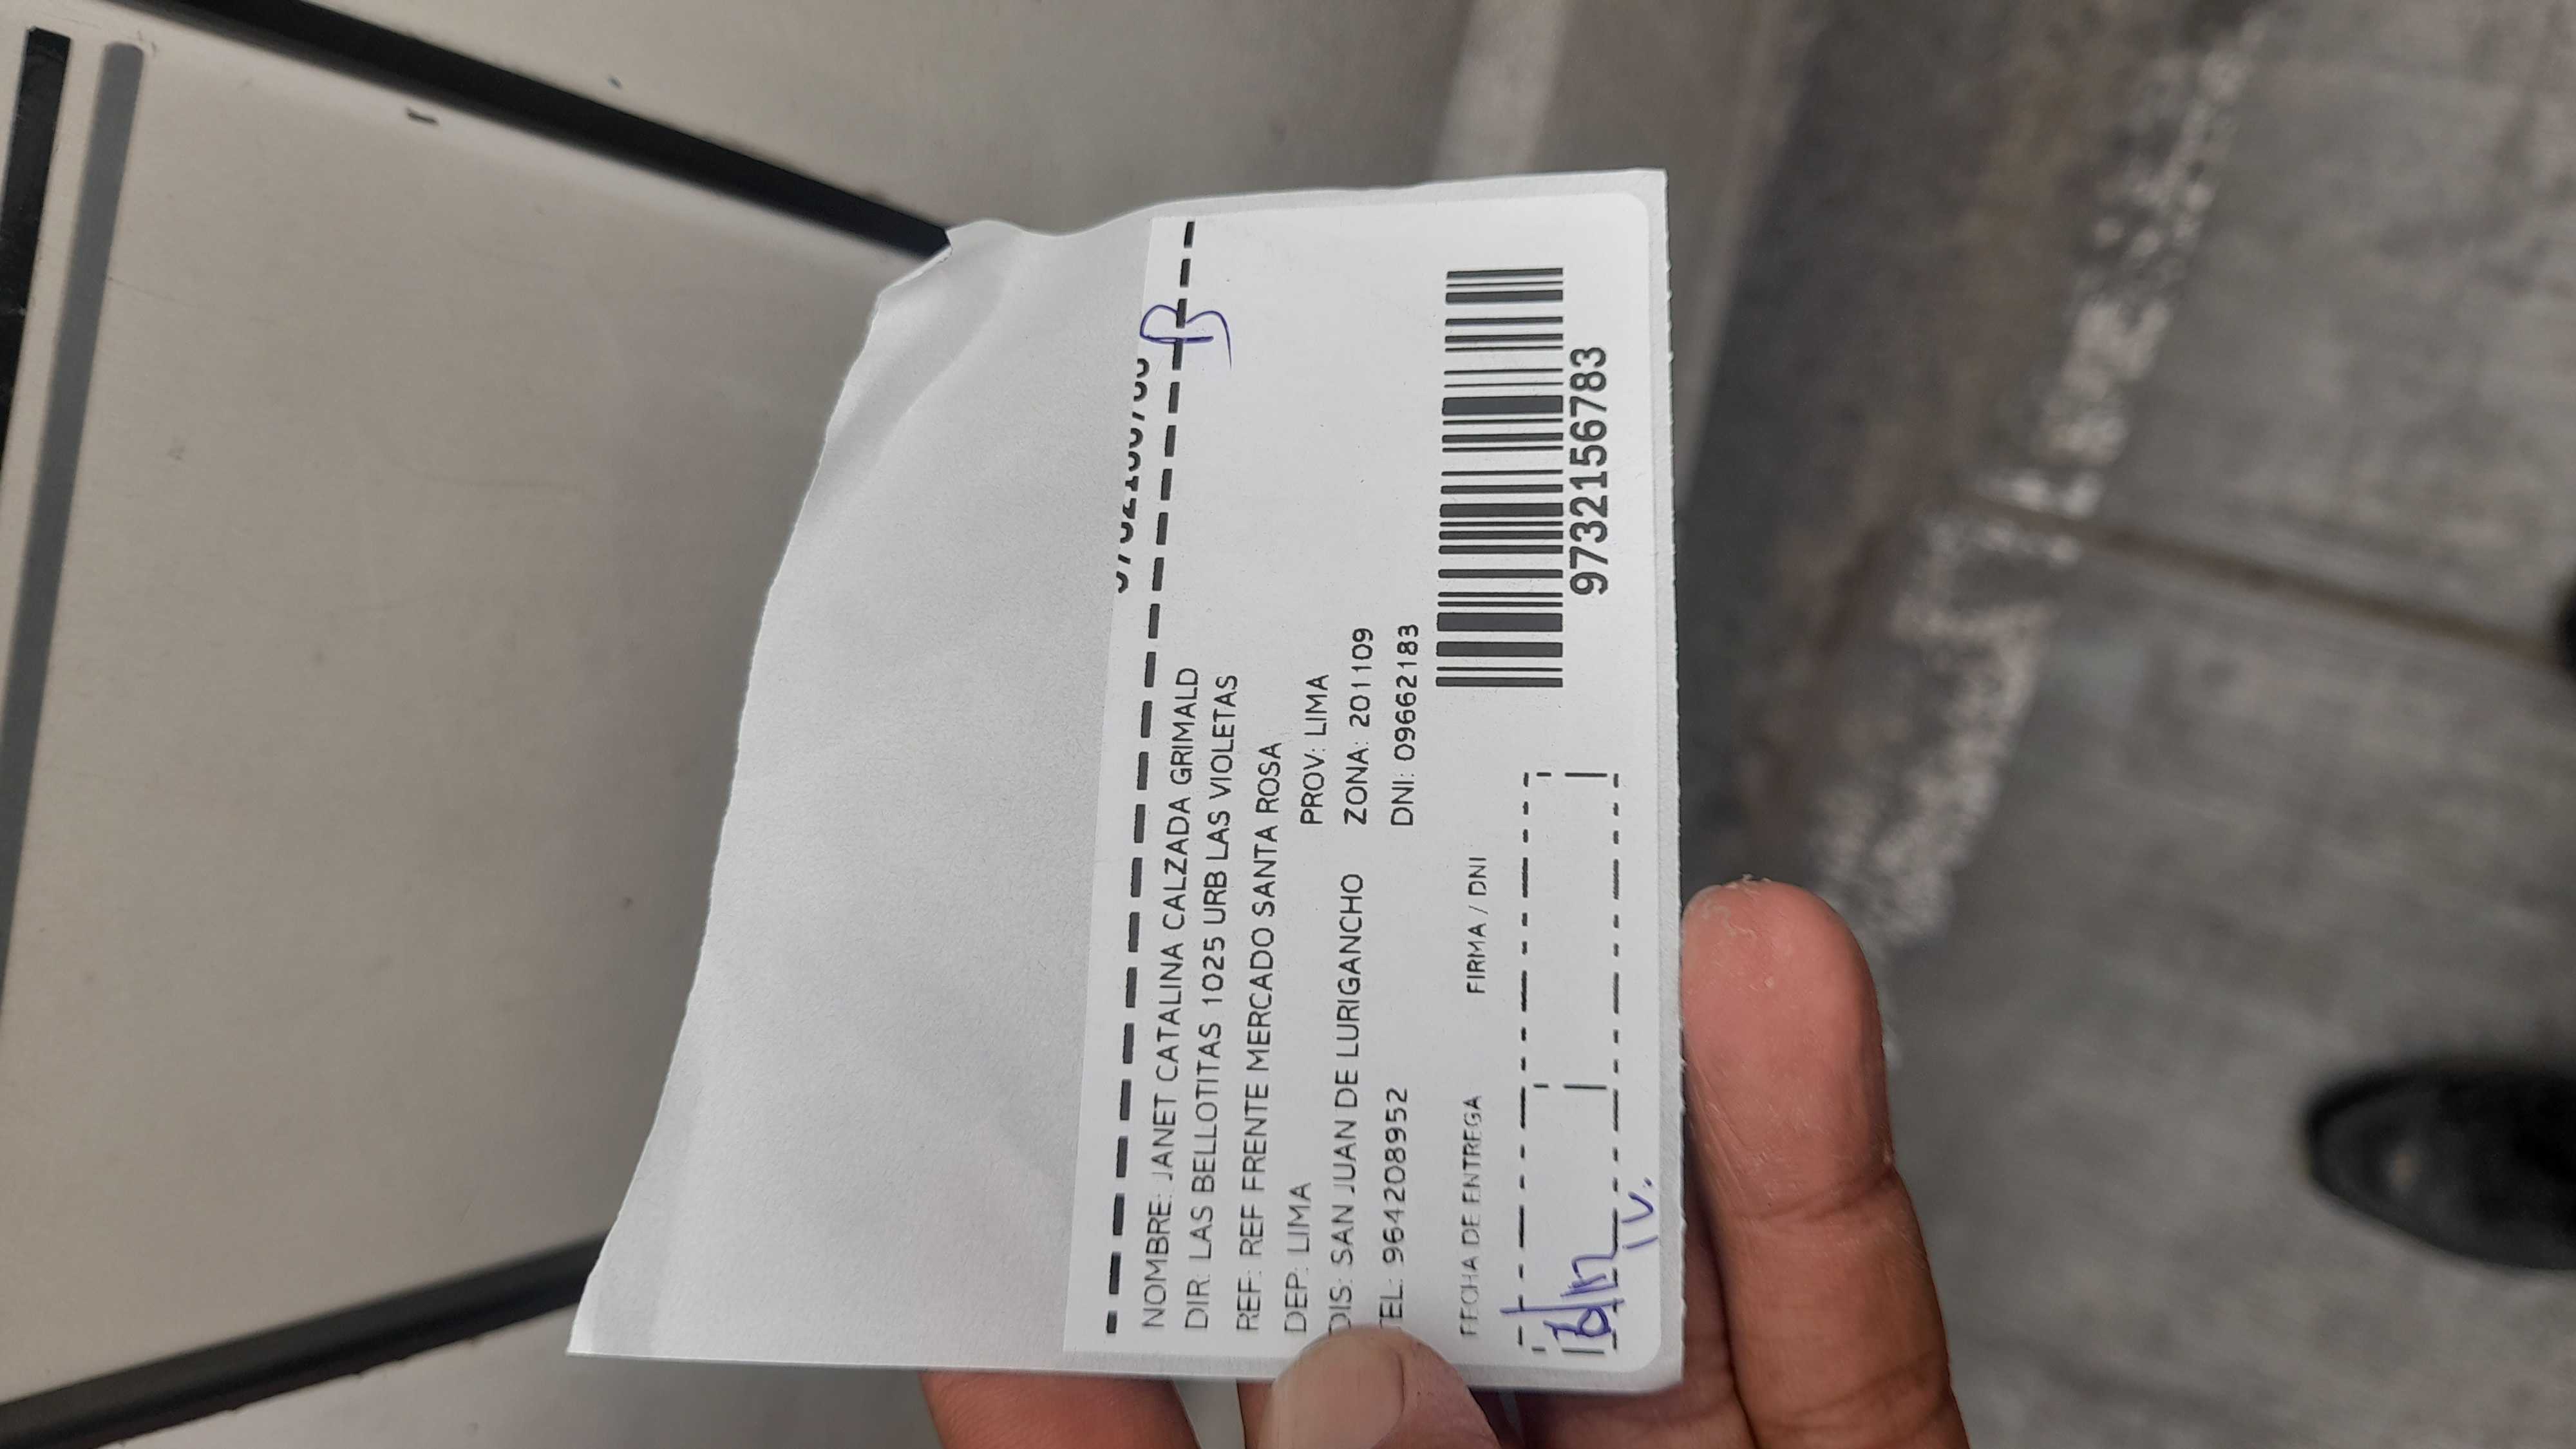 B
NOMBRE: JANET CATALINA CALZADA GRIMALD
DIR: LAS BELLOTITAS 1025 URB LAS VIOLETAS
REF: REF FRENTE MERCADO SANTA ROSA
DEP: LIMA PROV: LIMA
DIS: SAN JUAN DE LURIGANCHO ZONA: 201109
TEL: 964208952 DNI: 09662183
FECHA DE ENTREGA FIRMA / DNI
97321156783